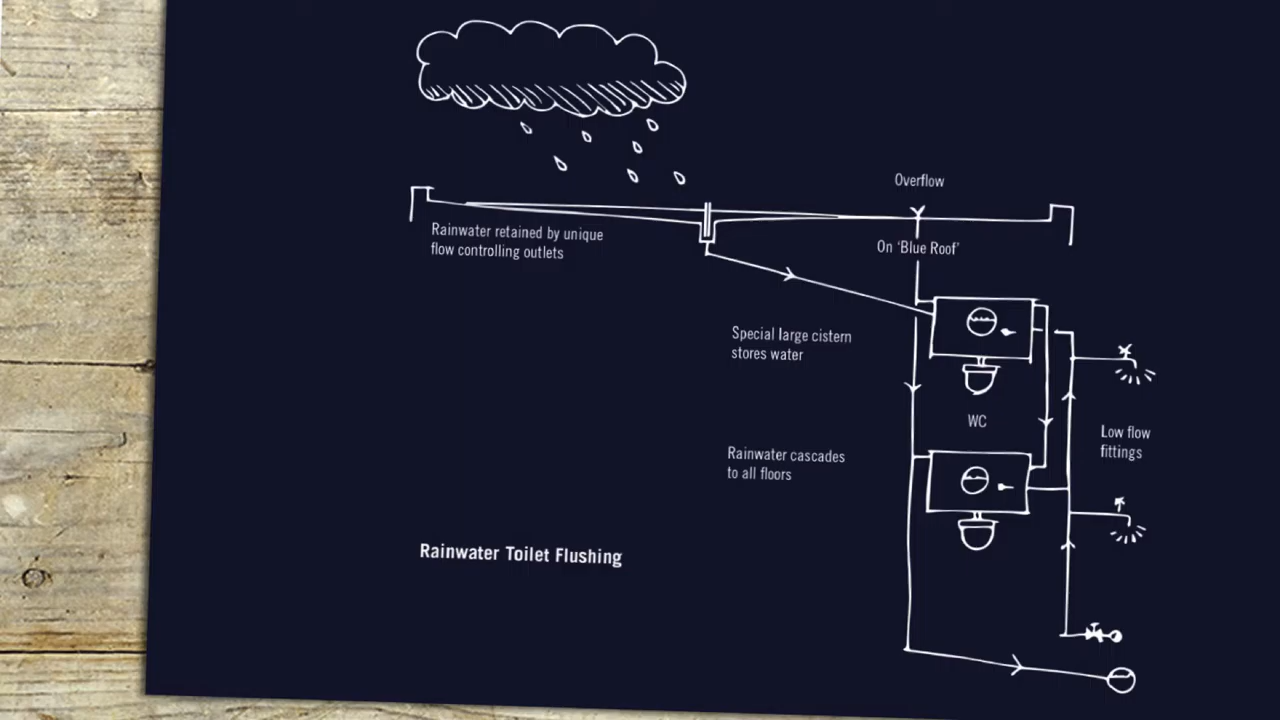 Overflow
Rainwater retained by unique
flow controlling outlets
On ‘Blue Roof’
Special large cistern
stores water
WC
Low flow
fittings
Rainwater cascades
to all floors
Rainwater Toilet Flushing